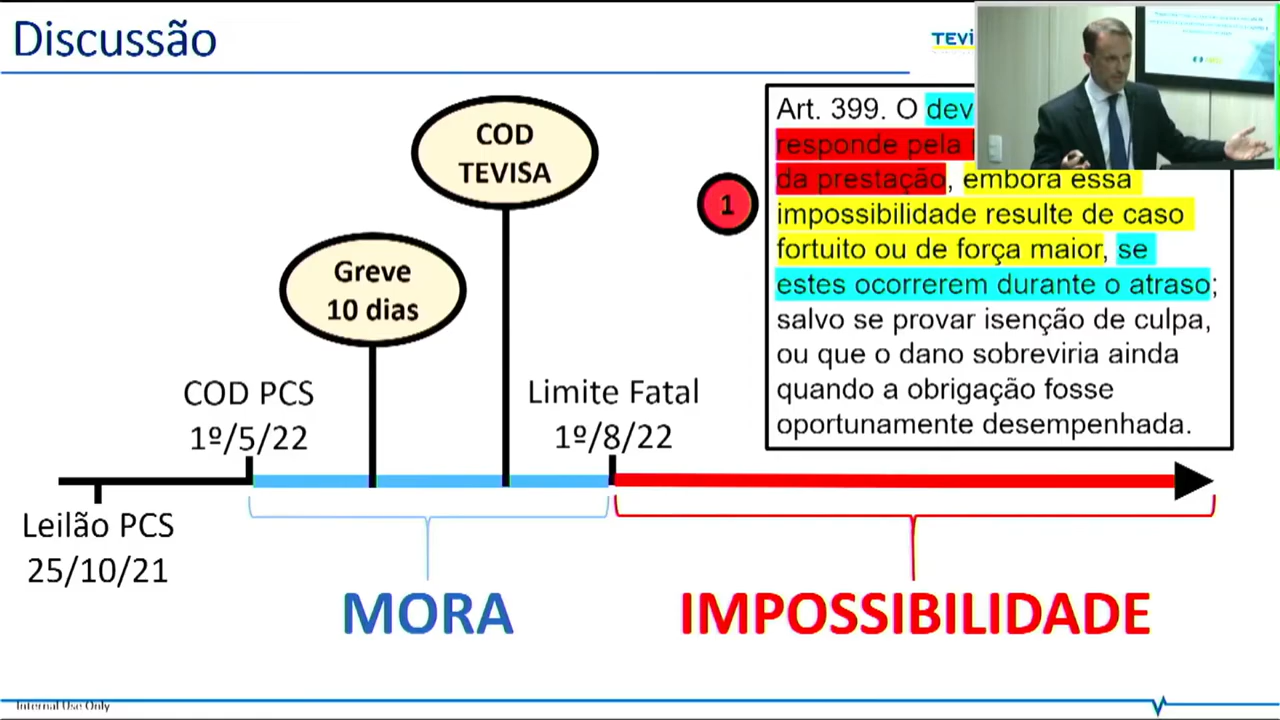 Discussão
TEVI
COD
TEVISA
Greve
10 dias
COD PCS
1º/5/22
Limite Fatal
1º/8/22
Leilão PCS
25/10/21
MORA
IMPOSSIBILIDADE
1
Art. 399. O dev
responde pela
da prestação, embora essa
impossibilidade resulte de caso
fortuito ou de força maior, se
estes ocorrerem durante o atraso;
salvo se provar isenção de culpa,
ou que o dano sobreviria ainda
quando a obrigação fosse
oportunamente desempenhada.
Internal Use Only